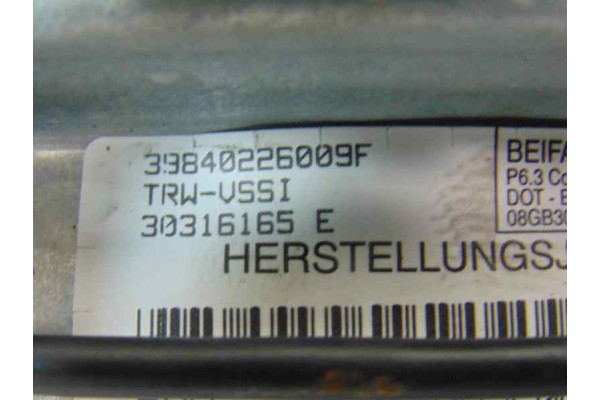 39840226009F
TRW-VSSI
30316165 E
HERSTELLUNGSJ
BEIFA
P6.3 Co
DOT - E
08GB30